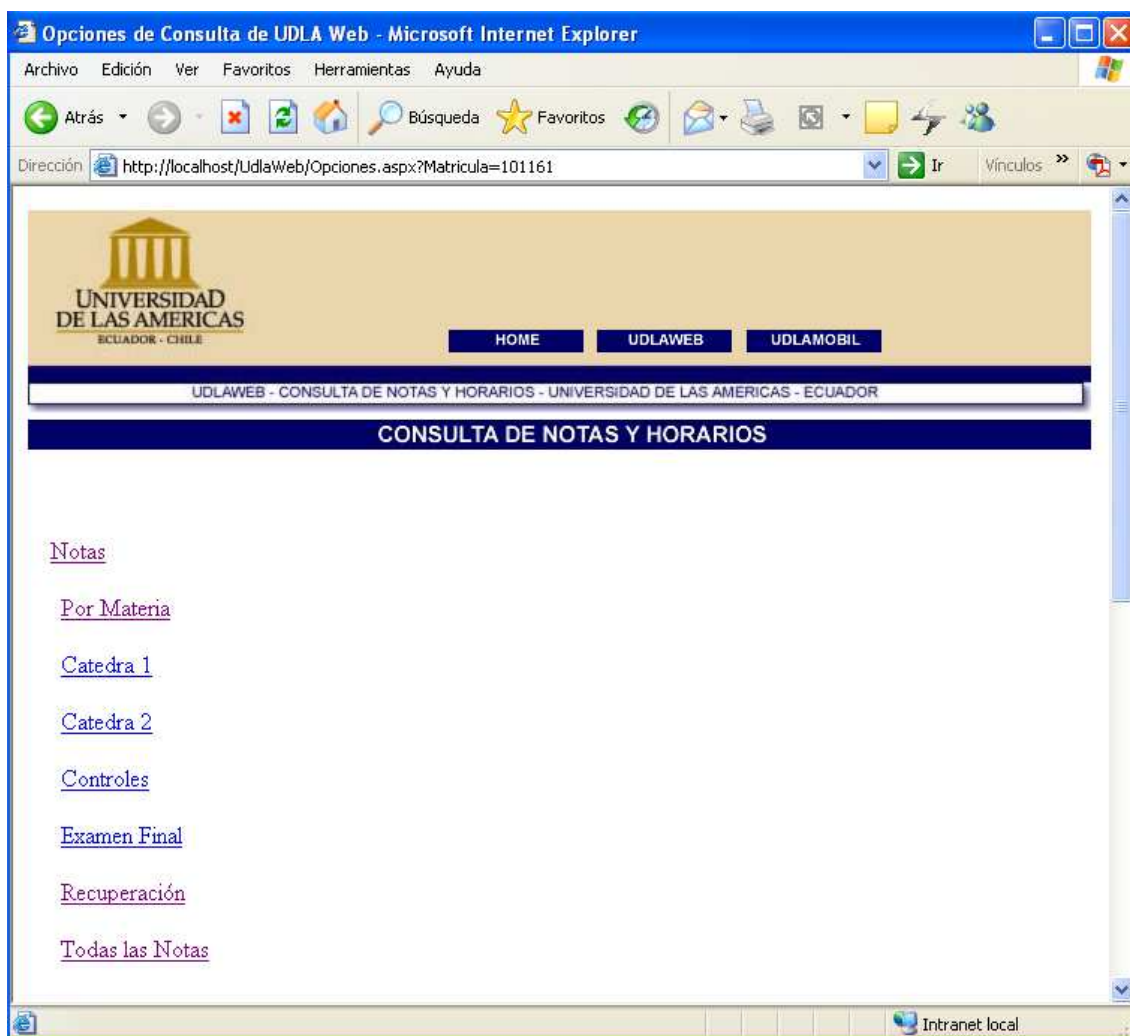 Opciones de Consulta de UDLA Web - Microsoft Internet Explorer
Archivo Edición Ver Favoritos Herramientas Ayuda
Atrás Búsqueda Favoritos
Dirección http://localhost/UdlaWeb/Opciones.aspx?Matricula=101161 Ir Vínculos »
UNIVERSIDAD
DE LAS AMERICAS
ECUADOR - CHILE
HOME UDLAWEB UDLAMOBIL
UDLAWEB - CONSULTA DE NOTAS Y HORARIOS - UNIVERSIDAD DE LAS AMERICAS - ECUADOR
CONSULTA DE NOTAS Y HORARIOS
Notas
Por Materia
Catedra 1
Catedra 2
Controles
Examen Final
Recuperación
Todas las Notas
Intranet local